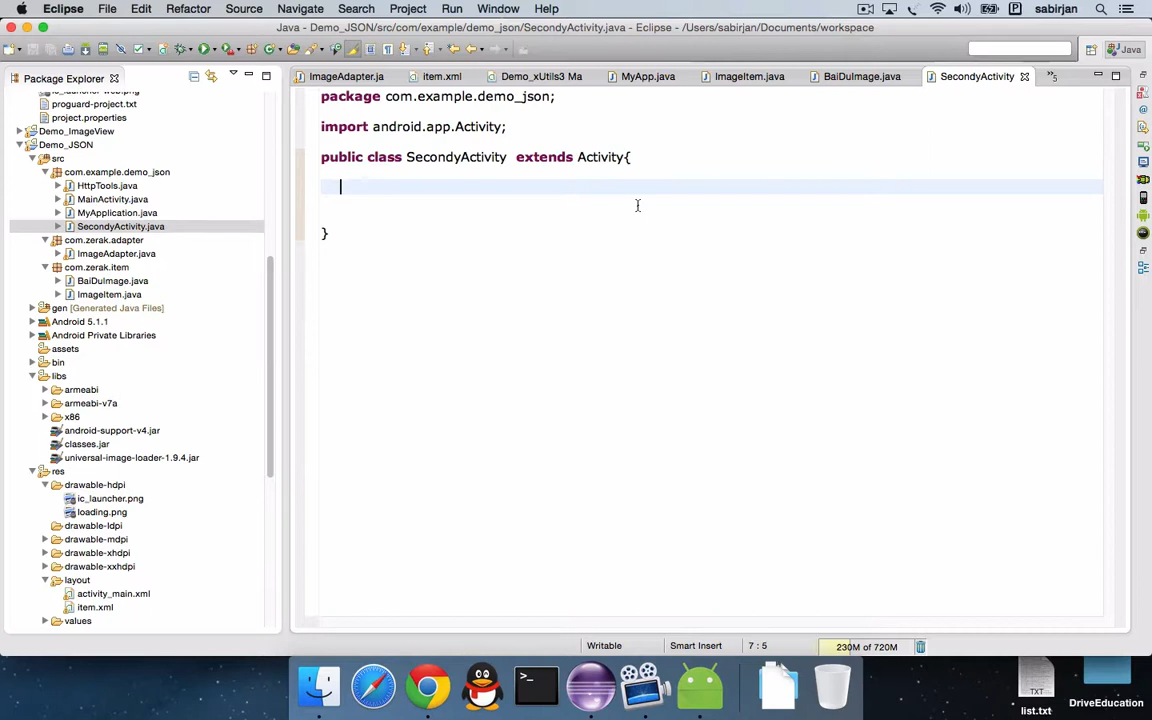 Eclipse File Edit Source Refactor Navigate Search Project Run Window Help sabirjan
Java - Demo_JSON/src/com/example/demo_json/SecondyActivity.java - Eclipse - /Users/sabirjan/Documents/workspace
Java
Package Explorer
ImageAdapter.ja item.xml Demo_xUtils3 Ma MyApp.java ImageItem.java BaiDuImage.java SecondyActivity 5
proguard-project.txt
project.properties
Demo_ImageView
Demo_JSON
src
com.example.demo_json
HttpTools.java
MainActivity.java
MyApplication.java
SecondyActivity.java
com.zerak.adapter
ImageAdapter.java
com.zerak.item
BaiDuImage.java
ImageItem.java
gen [Generated Java Files]
Android 5.1.1
Android Private Libraries
assets
bin
libs
armeabi
armeabi-v7a
x86
android-support-v4.jar
classes.jar
universal-image-loader-1.9.4.jar
res
drawable-hdpi
ic_launcher.png
loading.png
drawable-ldpi
drawable-mdpi
drawable-xhdpi
drawable-xxhdpi
layout
activity_main.xml
item.xml
values
package com.example.demo_json;
import android.app.Activity;
public class SecondyActivity extends Activity{
}
Writable Smart Insert 7 : 5 230M of 720M
TXT
list.txt
DriveEducation